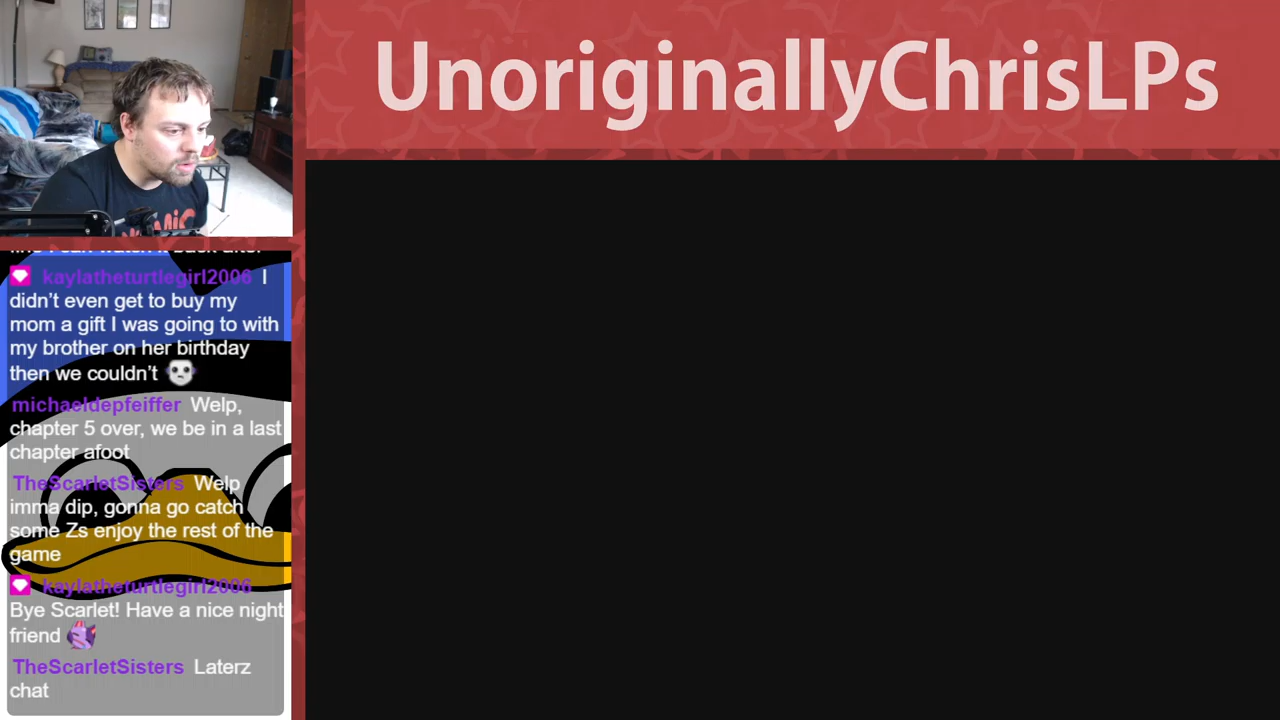 UnoriginallyChrisLPs
kaylatheturtlegirl2006 I
didn't even get to buy my
mom a gift I was going to with
my brother on her birthday
then we couldn't
michaeldepfeiffer Welp,
chapter 5 over, we be in a last
chapter afoot
TheScarletSisters Welp
imma dip, gonna go catch
some Zs enjoy the rest of the
game
kaylatheturtlegirl2006
Bye Scarlet! Have a nice night
friend
TheScarletSisters Laterz
chat